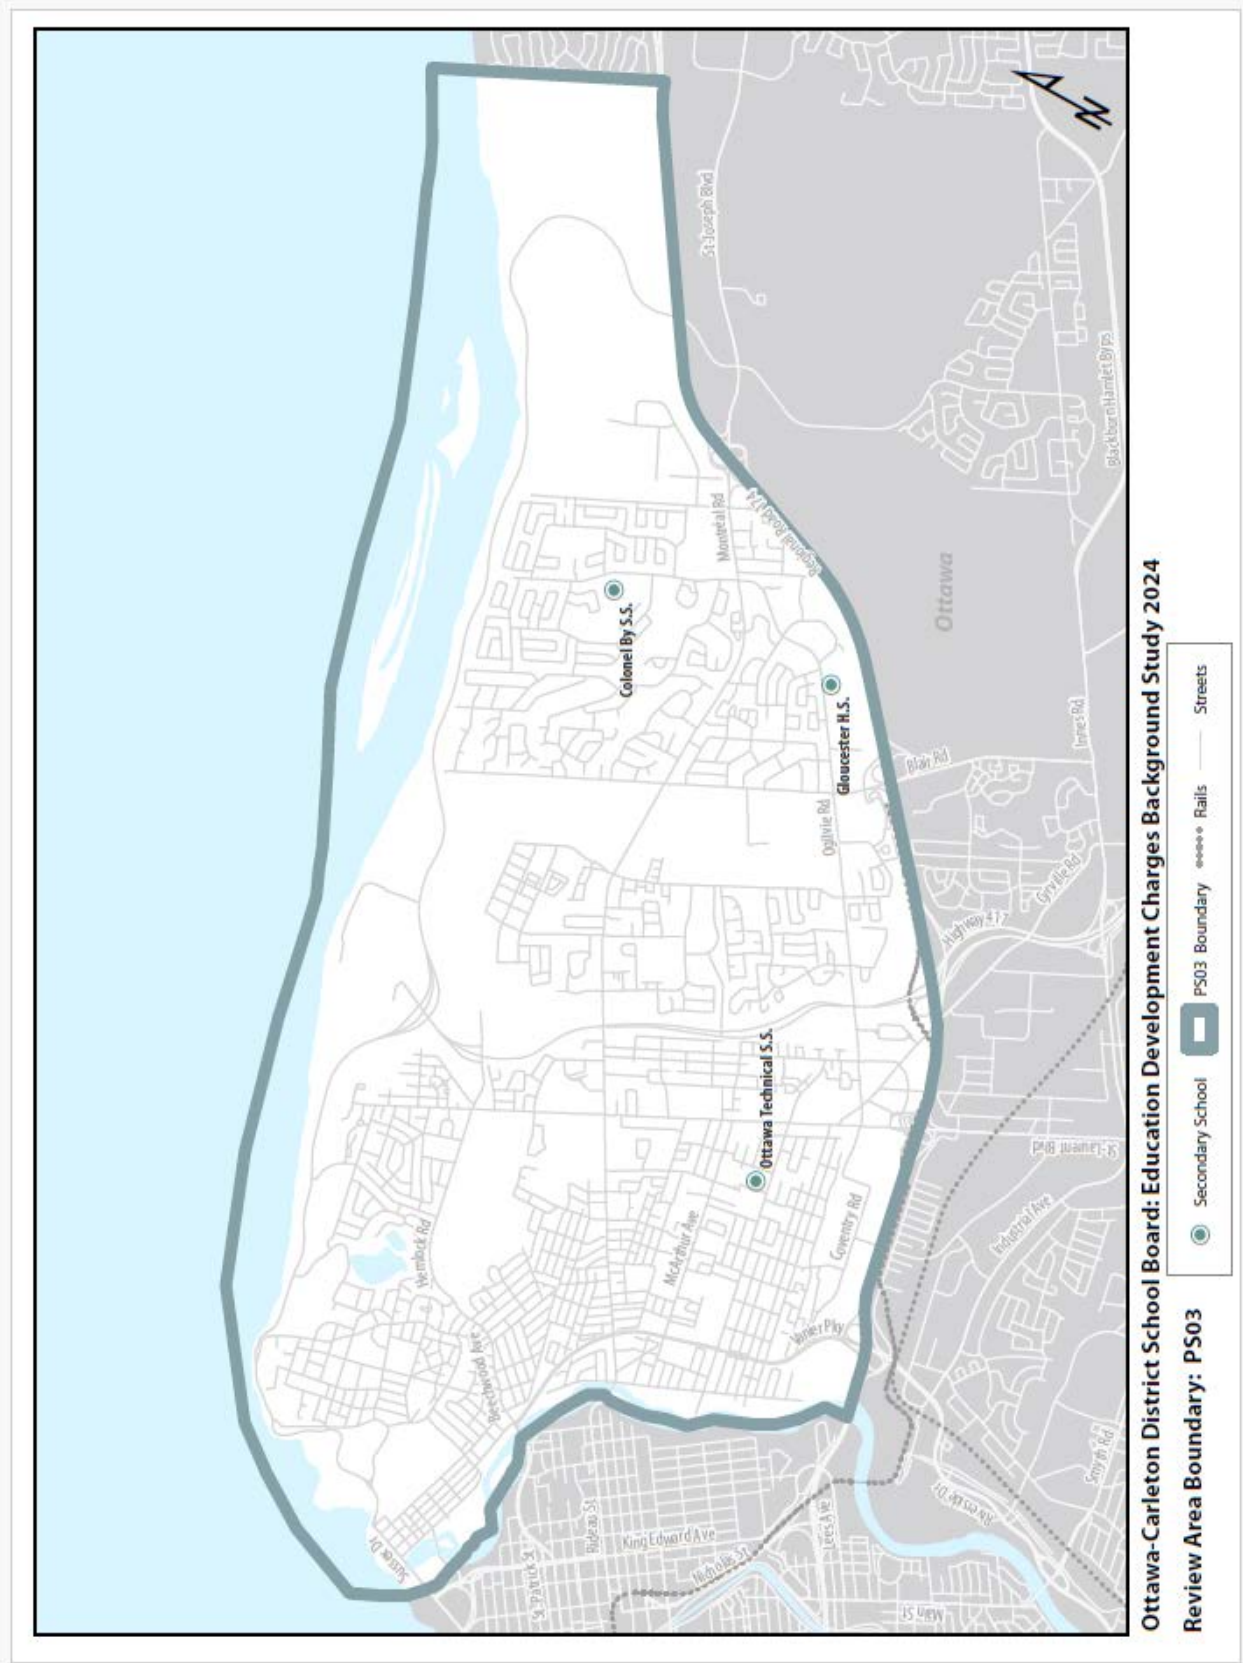 St-Joseph Blvd
Blackburn Hamlet Byps
Montréal Rd
Regional Road 174
Ottawa
Colonel By S.S.
Gloucester H.S.
Innes Rd
Blair Rd
Ogilvie Rd
Cyrville Rd
Highway 417
Ottawa Technical S.S.
St-Laurent Blvd
Industrial Ave
Hemlock Rd
McArthur Ave
Coventry Rd
Vanier Pky
Beechwood Ave
Sussex Dr
St. Patrick St
Rideau St
King Edward Ave
Nicholas St
Lees Ave
Main St
Riverside Dr
Smyth Rd
N
Ottawa-Carleton District School Board: Education Development Charges Background Study 2024
Review Area Boundary: PS03
Secondary School
PS03 Boundary
Rails
Streets